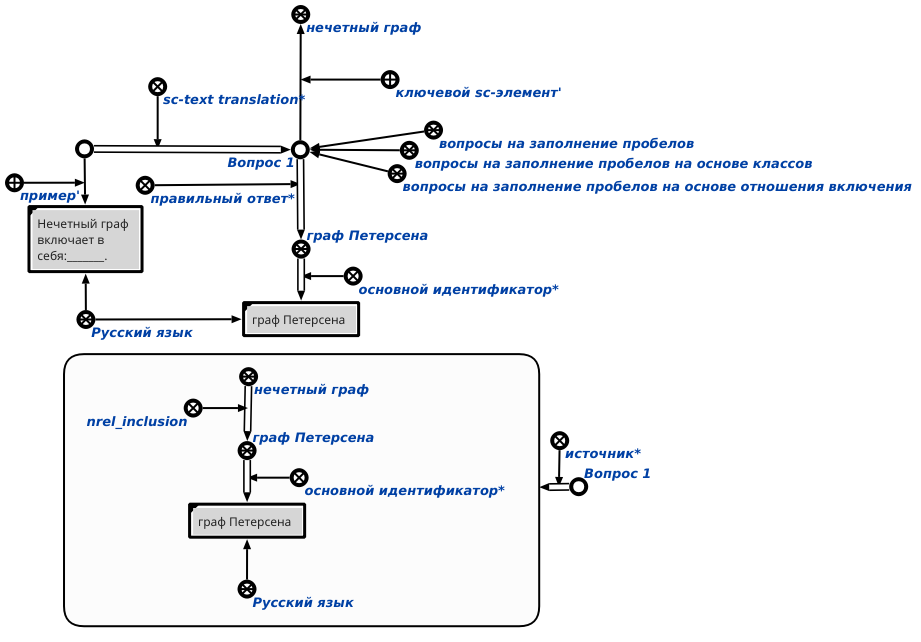 нечетный граф
ключевой sc-элемент'
sc-text translation*
вопросы на заполнение пробелов
вопросы на заполнение пробелов на основе классов
Вопрос 1
вопросы на заполнение пробелов на основе отношения включения
пример'
правильный ответ*
Нечетный граф
включает в
себя:______.
граф Петерсена
основной идентификатор*
граф Петерсена
Русский язык
нечетный граф
nrel_inclusion
граф Петерсена
источник*
Вопрос 1
основной идентификатор*
граф Петерсена
Русский язык